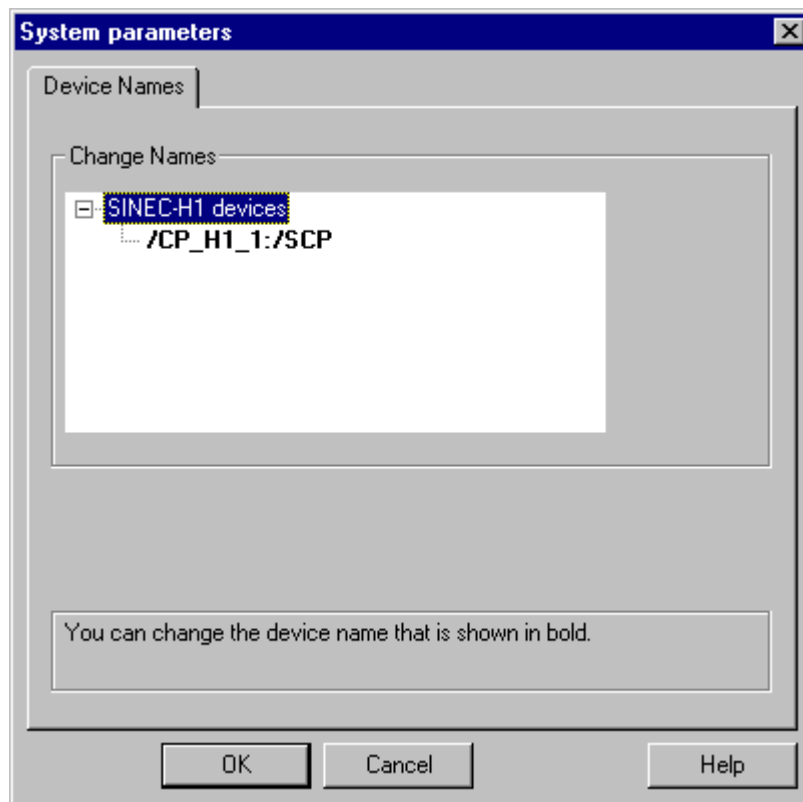 System parameters
Device Names
Change Names
SINEC-H1 devices
/CP_H1_1:/SCP
You can change the device name that is shown in bold.
OK Cancel Help